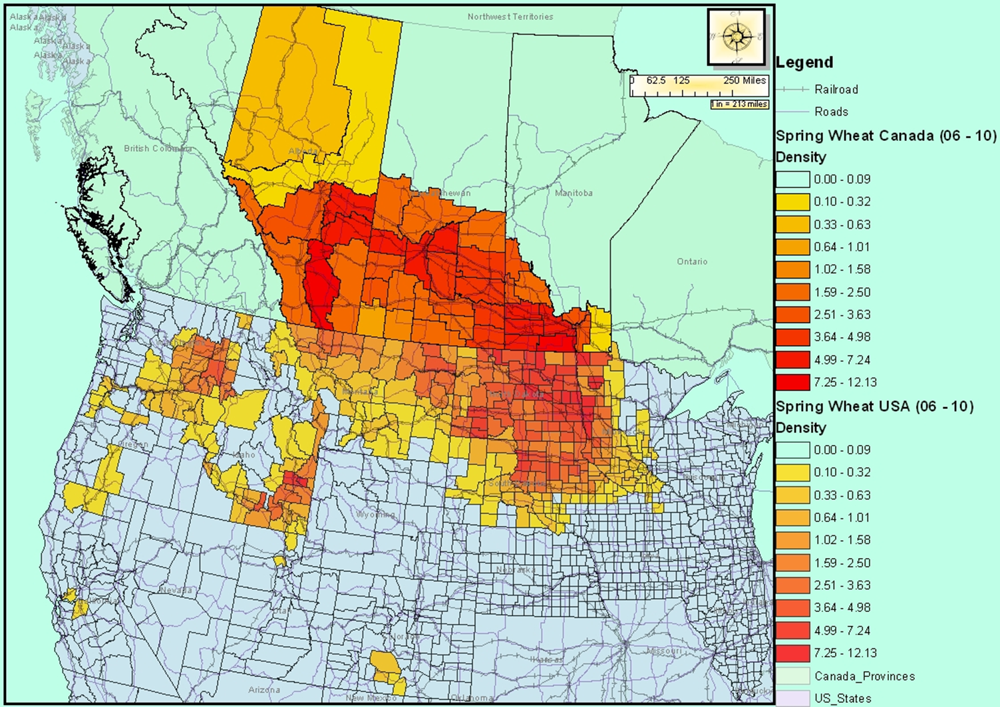 Alaska Alaska
Alaska
Alaska
Alaska
Alaska
Alaska
Northwest Territories
British Columbia
Alberta
Manitoba
Ontario
Montana
North Dakota
Oregon
Idaho
South Dakota
Wisconsin
Wyoming
Nebraska
Nevada
California
Utah
Colorado
Kansas
Missouri
Arizona
New Mexico
Oklahoma
0 62.5 125 250 Miles
1 in = 213 miles
Legend
Railroad
Roads
Spring Wheat Canada (06 - 10)
Density
0.00 - 0.09
0.10 - 0.32
0.33 - 0.63
0.64 - 1.01
1.02 - 1.58
1.59 - 2.50
2.51 - 3.63
3.64 - 4.98
4.99 - 7.24
7.25 - 12.13
Spring Wheat USA (06 - 10)
Density
0.00 - 0.09
0.10 - 0.32
0.33 - 0.63
0.64 - 1.01
1.02 - 1.58
1.59 - 2.50
2.51 - 3.63
3.64 - 4.98
4.99 - 7.24
7.25 - 12.13
Canada_Provinces
US_States